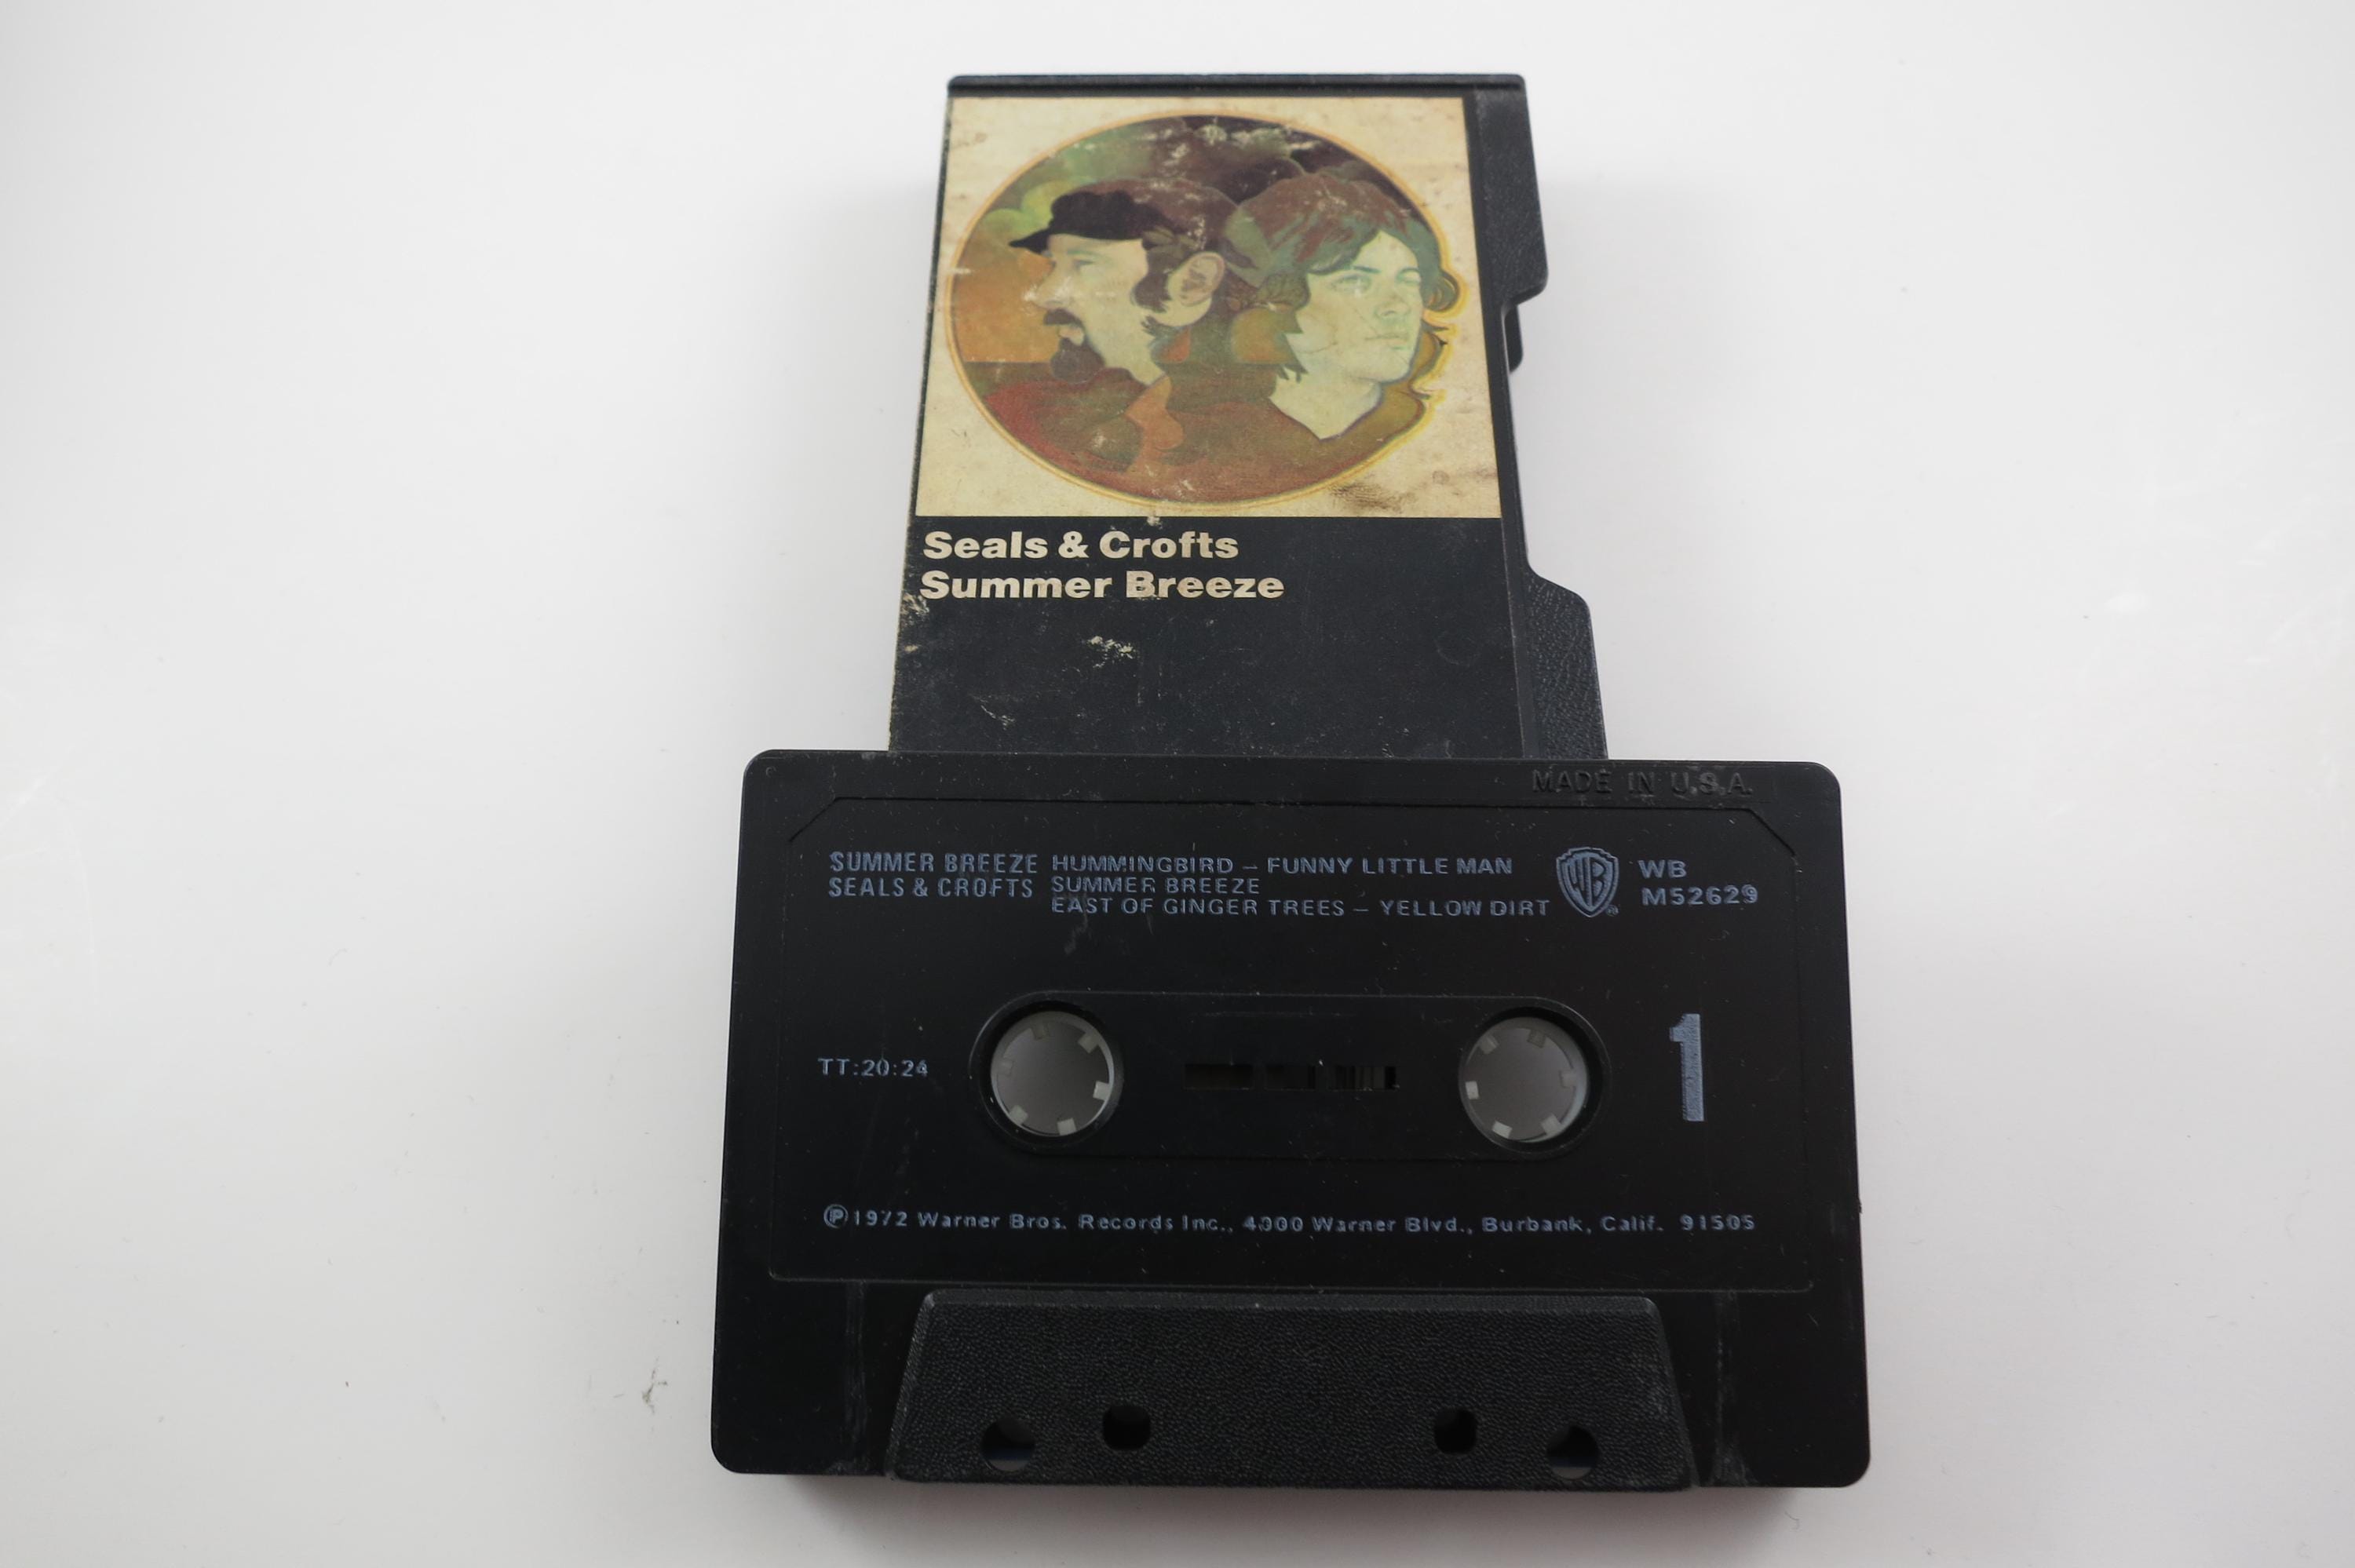 Seals & Crofts
Summer Breeze
MADE IN U.S.A.
SUMMER BREEZE
SEALS & CROFTS
HUMMINGBIRD – FUNNY LITTLE MAN
SUMMER BREEZE
EAST OF GINGER TREES – YELLOW DIRT
WB
WB
M52629
TT:20:24
1
Ⓟ1972 Warner Bros. Records Inc., 4000 Warner Blvd., Burbank, Calif. 91505